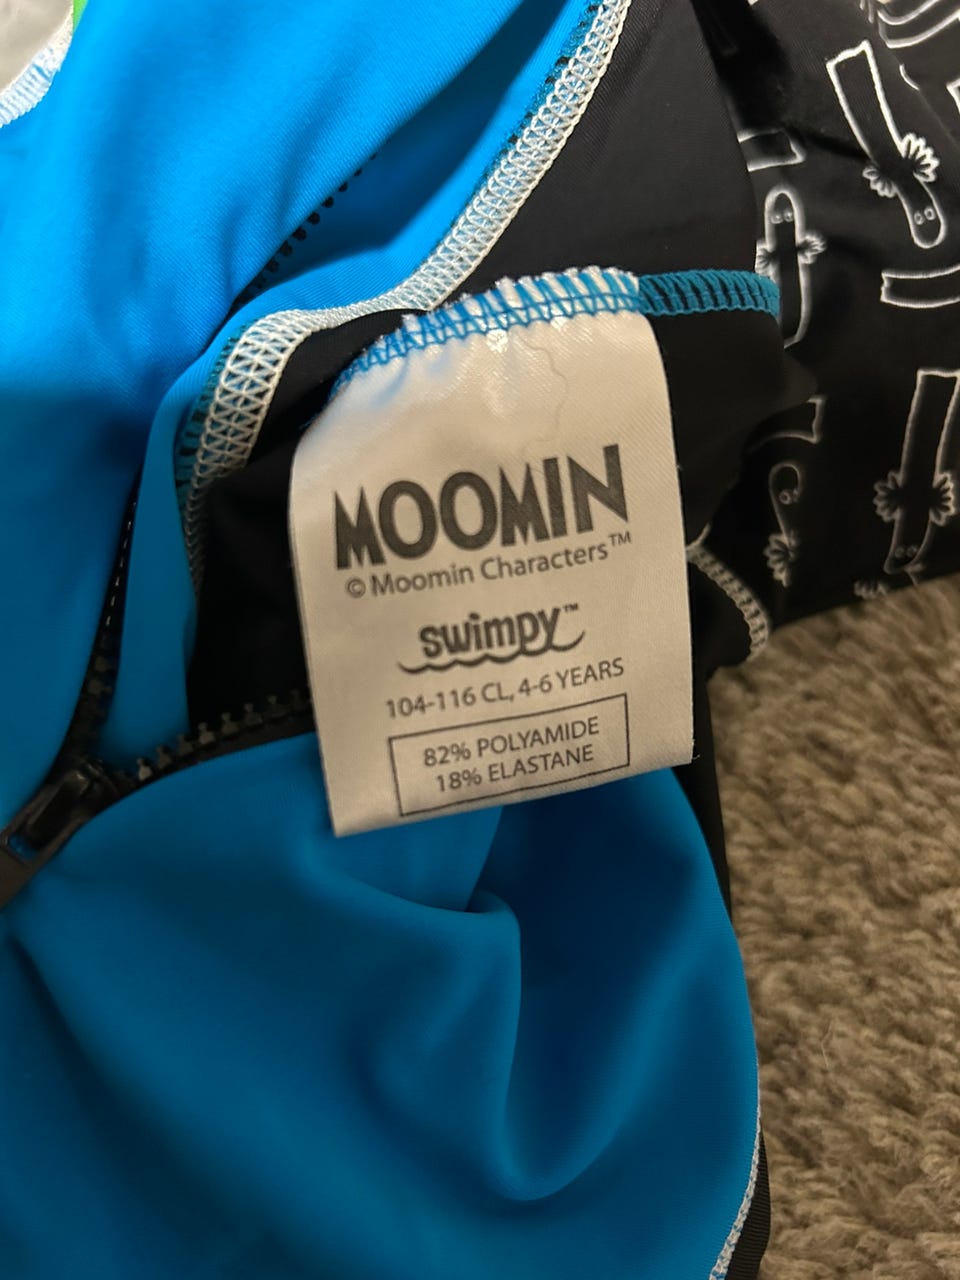 MOOMIN
© Moomin Characters™
swimpy™
104-116 CL, 4-6 YEARS
82% POLYAMIDE
18% ELASTANE